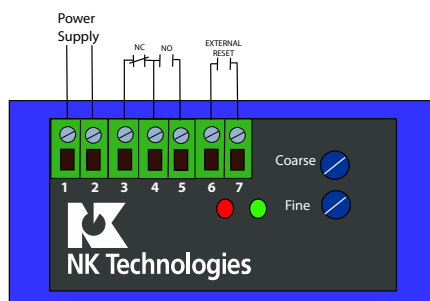 Power
Supply
NC
NO
EXTERNAL
RESET
1 2 3 4 5 6 7
Coarse
Fine
NK Technologies